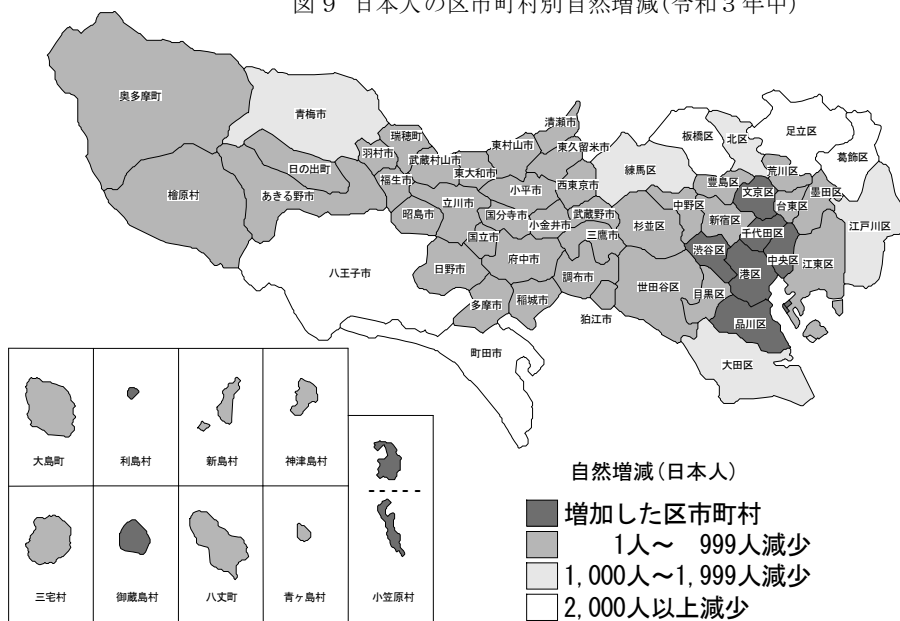 図9 日本人の区市町村別自然増減(令和3年中)
奥多摩町
青梅市
瑞穂町
清瀬市
板橋区
北区
足立区
羽村市
武蔵村山市
東村山市
東久留米市
練馬区
葛飾区
日の出町
東大和市
豊島区
荒川区
檜原村
あきる野市
福生市
小平市
西東京市
文京区
台東区
墨田区
昭島市
立川市
国分寺市
小金井市
武蔵野市
杉並区
中野区
新宿区
千代田区
江戸川区
国立市
三鷹市
渋谷区
中央区
江東区
八王子市
日野市
府中市
調布市
世田谷区
目黒区
港区
多摩市
稲城市
狛江市
品川区
町田市
大田区
大島町
利島村
新島村
神津島村
三宅村
御蔵島村
八丈町
青ヶ島村
小笠原村
自然増減(日本人)
増加した区市町村
1人～ 999人減少
1,000人～1,999人減少
2,000人以上減少